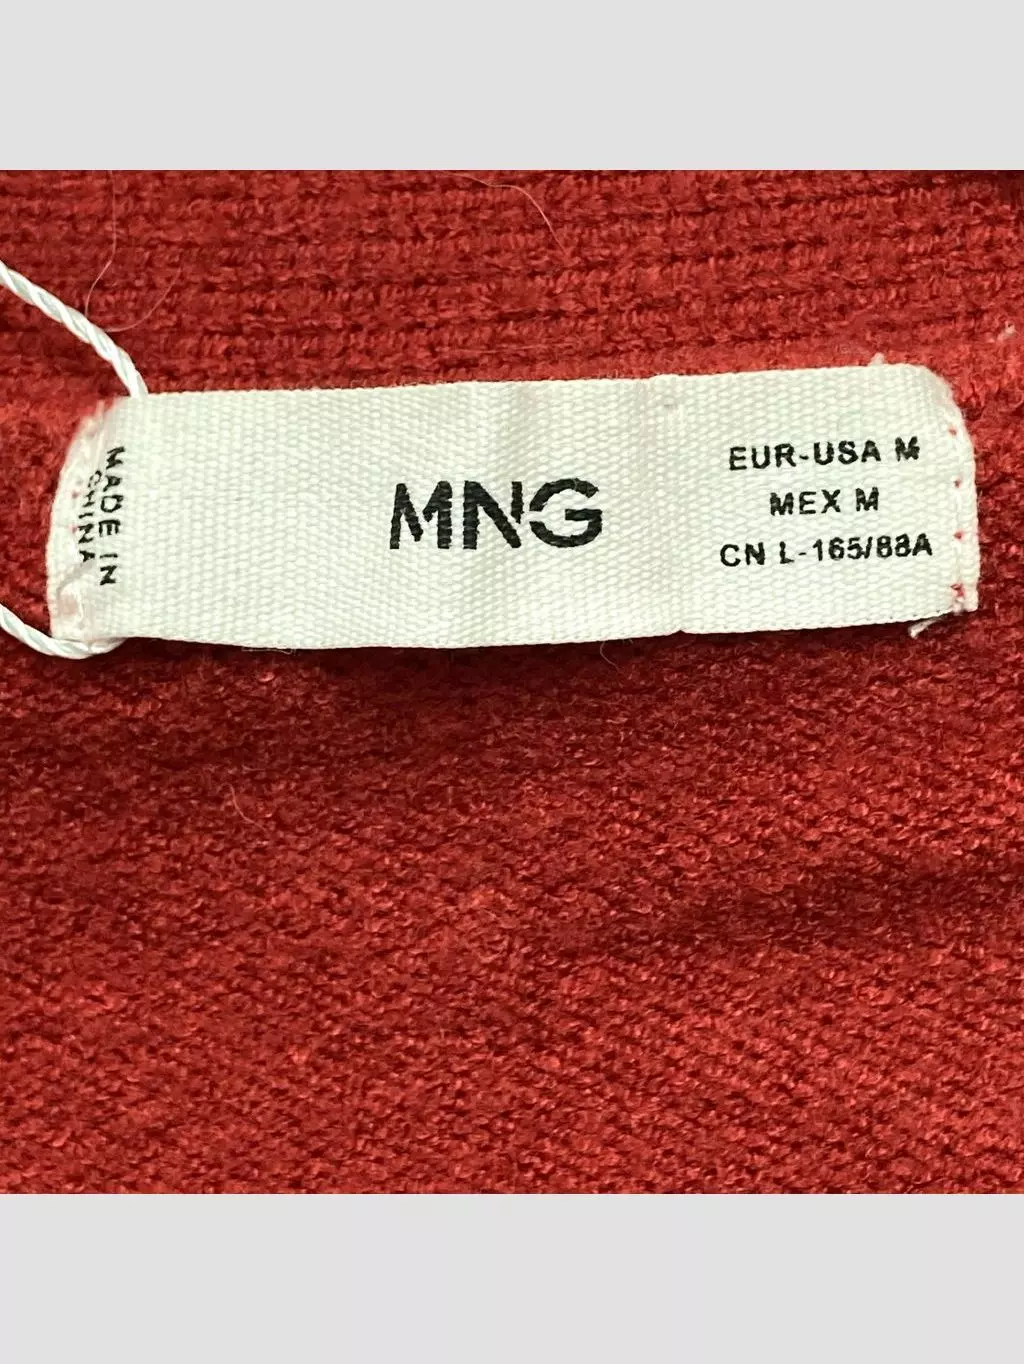 MADE IN
CHINA
MNG
EUR-USA M
MEX M
CN L-165/88A